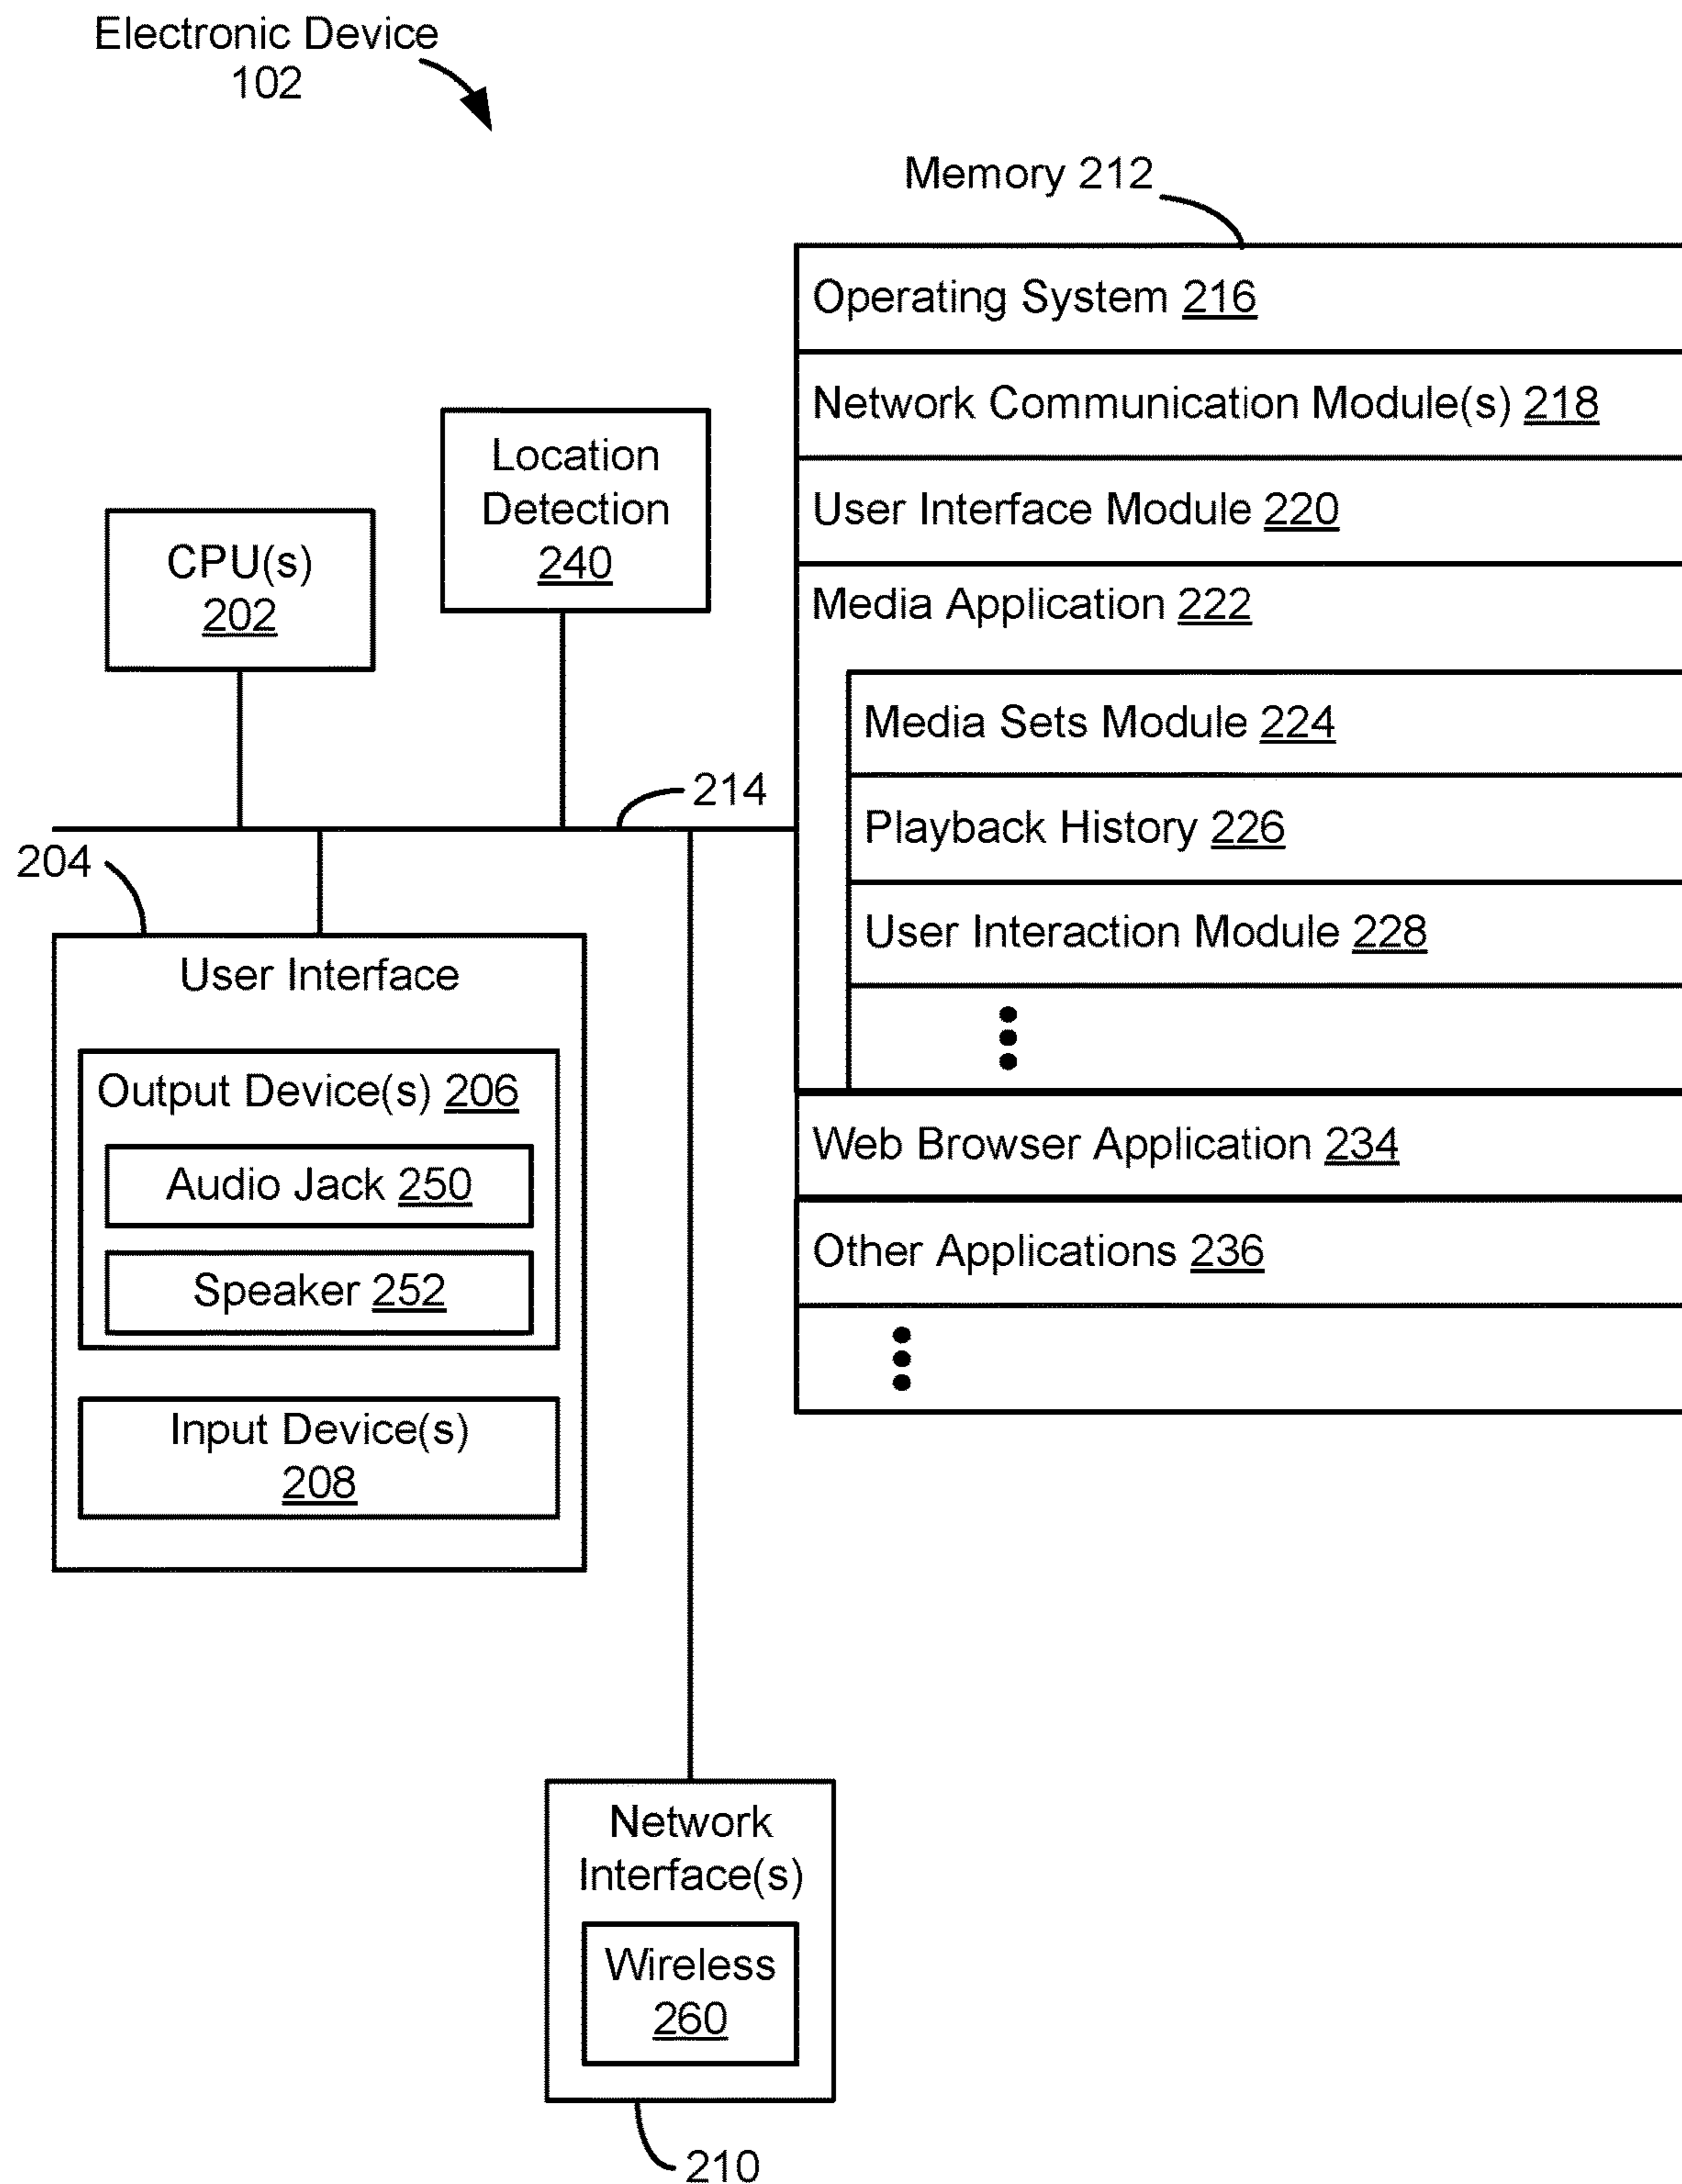 Electronic Device
102
Memory 212
Operating System 216
Network Communication Module(s) 218
User Interface Module 220
Media Application 222
Media Sets Module 224
Playback History 226
User Interaction Module 228
Web Browser Application 234
Other Applications 236
Location
Detection
240
CPU(s)
202
214
204
User Interface
Output Device(s) 206
Audio Jack 250
Speaker 252
Input Device(s)
208
Network
Interface(s)
Wireless
260
210